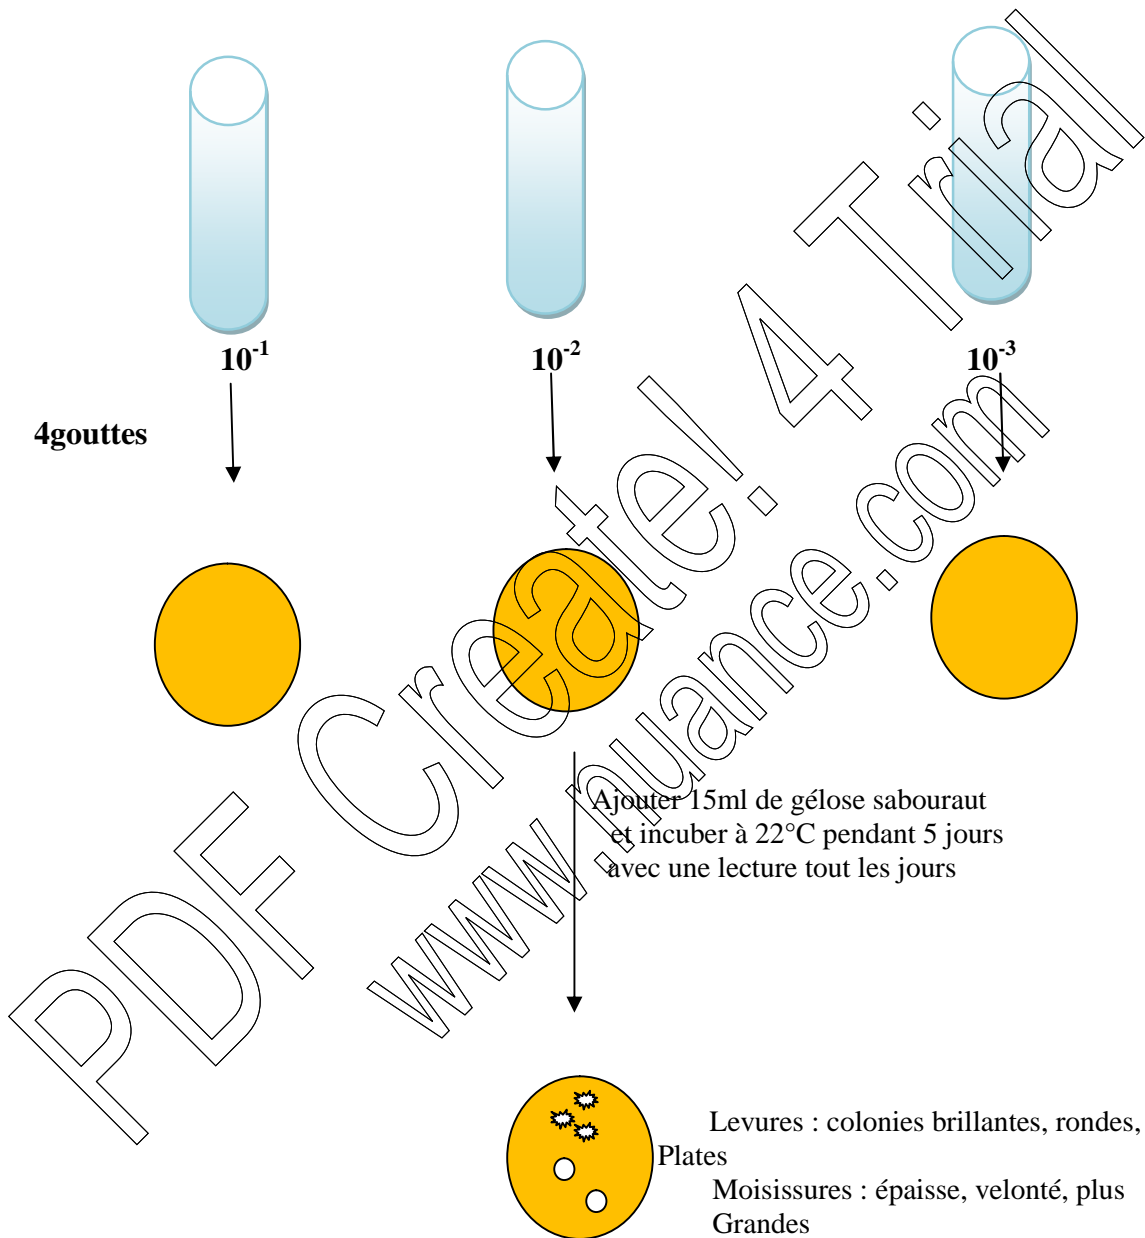 10-1
10-2
10-3
4gouttes
Ajouter 15ml de gélose sabouraut
et incuber à 22°C pendant 5 jours
avec une lecture tout les jours
Levures : colonies brillantes, rondes,
Plates
Moisissures : épaisse, velonté, plus
Grandes
PDF Create! 4 Trial
www.nuance.com